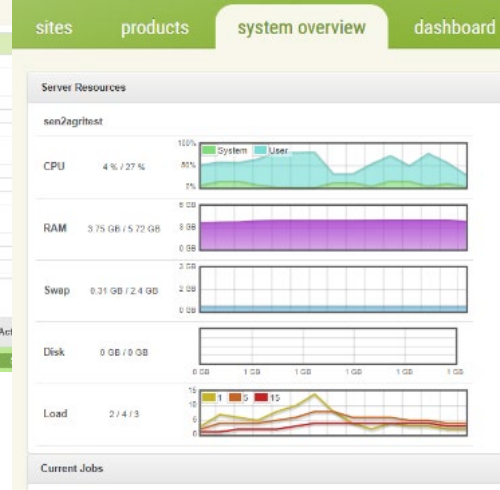 sites products system overview dashboard
Server Resources
sen2agritest
System User
100%
CPU 4 % / 27 %
RAM 3.75 GB / 5.72 GB
0 GB
Swap 0.31 GB / 2.4 GB
2 GB
0 GB
Disk 0 GB / 0 GB
0 GB 1 GB 1 GB 1 GB 1 GB 1 GB
1 5 15
15
10
Load 2 / 4 / 3
5
0
Current Jobs